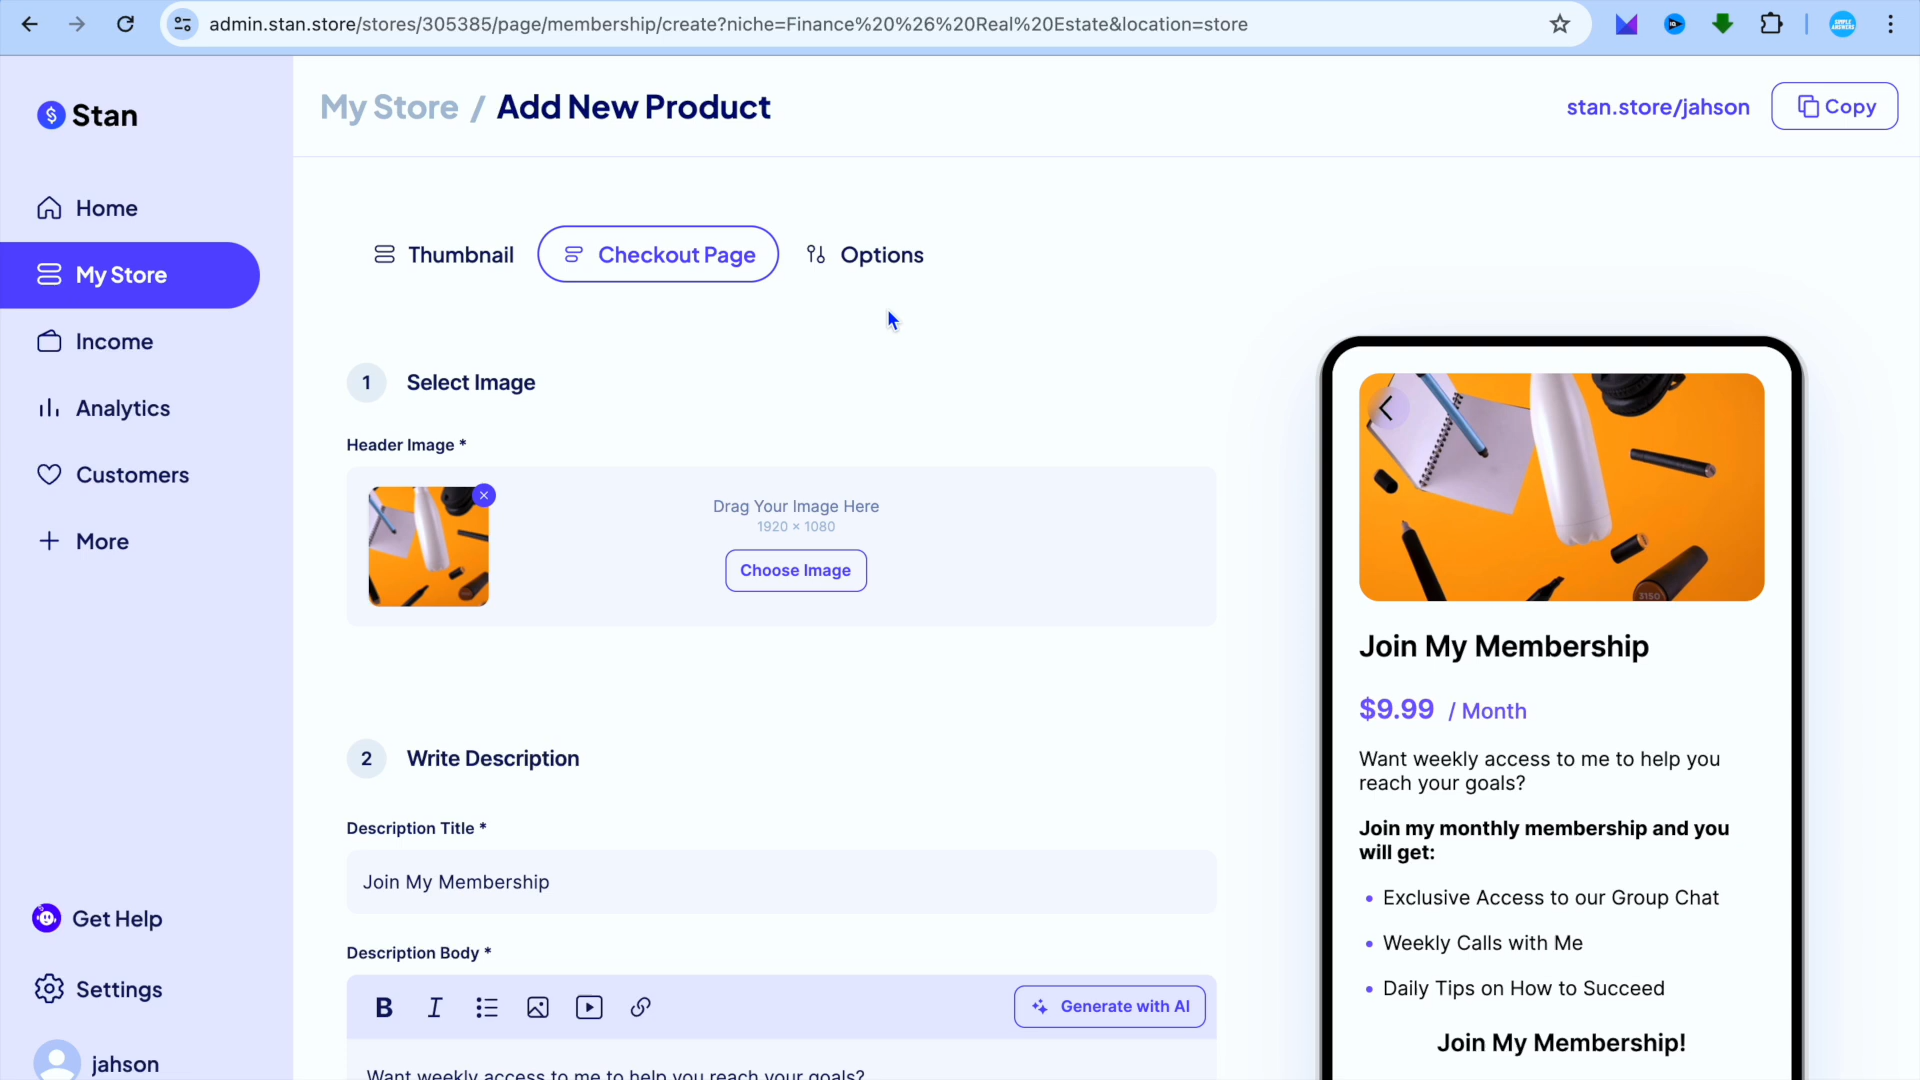 admin.stan.store/stores/305385/page/membership/create?niche=Finance%20%26%20Real%20Estate&location=store
Stan
My Store / Add New Product
stan.store/jahson
Copy
Home
My Store
Income
Analytics
Customers
More
Get Help
Settings
jahson
Thumbnail
Checkout Page
Options
1 Select Image
Header Image *
Drag Your Image Here
1920 × 1080
Choose Image
2 Write Description
Description Title *
Join My Membership
Description Body *
B I
Generate with AI
Want weekly access to me to help you reach your goals?
3150
Join My Membership
$9.99 / Month
Want weekly access to me to help you
reach your goals?
Join my monthly membership and you
will get:
• Exclusive Access to our Group Chat
• Weekly Calls with Me
• Daily Tips on How to Succeed
Join My Membership!